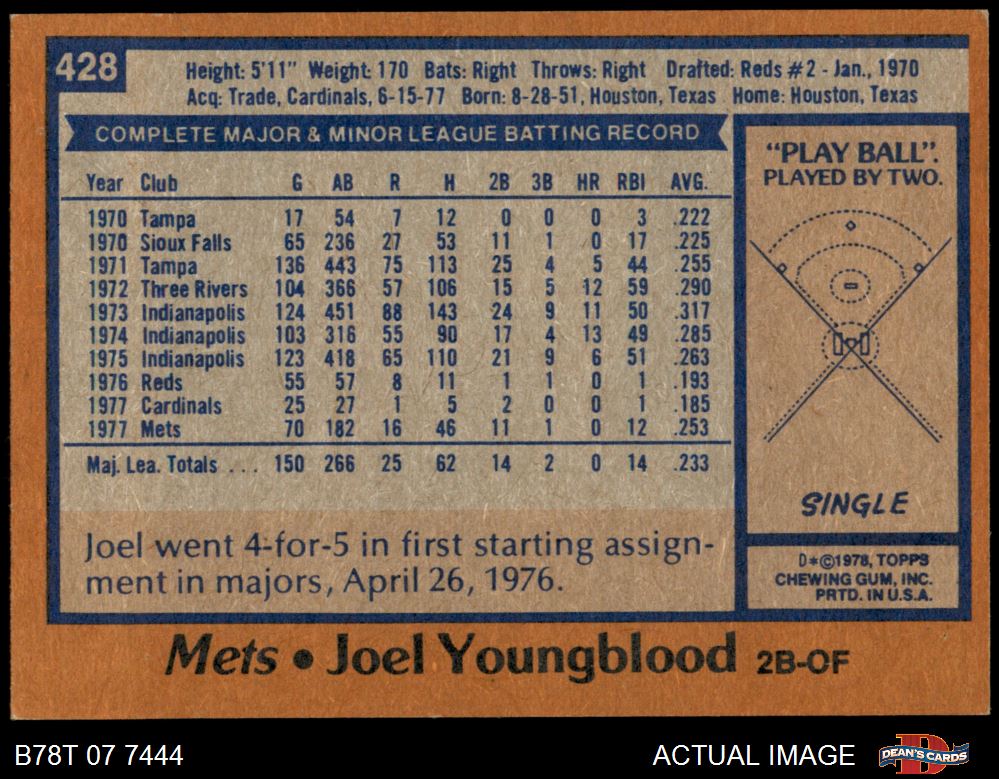 428
Height: 5'11" Weight: 170 Bats: Right Throws: Right Drafted: Reds #2 - Jan., 1970
Acq: Trade, Cardinals, 6-15-77 Born: 8-28-51, Houston, Texas Home: Houston, Texas
COMPLETE MAJOR & MINOR LEAGUE BATTING RECORD
Year Club G AB R H 2B 3B HR RBI AVG.
1970 Tampa 17 54 7 12 0 0 0 3 .222
1970 Sioux Falls 65 236 27 53 11 1 0 17 .225
1971 Tampa 136 443 75 113 25 4 5 44 .255
1972 Three Rivers 104 366 57 106 15 5 12 59 .290
1973 Indianapolis 124 451 88 143 24 9 11 50 .317
1974 Indianapolis 103 316 55 90 17 4 13 49 .285
1975 Indianapolis 123 418 65 110 21 9 6 51 .263
1976 Reds 55 57 8 11 1 1 0 1 .193
1977 Cardinals 25 27 1 5 2 0 0 1 .185
1977 Mets 70 182 16 46 11 1 0 12 .253
Maj. Lea. Totals . . . 150 266 25 62 14 2 0 14 .233
Joel went 4-for-5 in first starting assign-
ment in majors, April 26, 1976.
"PLAY BALL".
PLAYED BY TWO.
SINGLE
D*©1978, TOPPS
CHEWING GUM, INC.
PRTD. IN U.S.A.
Mets • Joel Youngblood 2B-OF
B78T 07 7444
ACTUAL IMAGE
D
DEAN'S CARDS